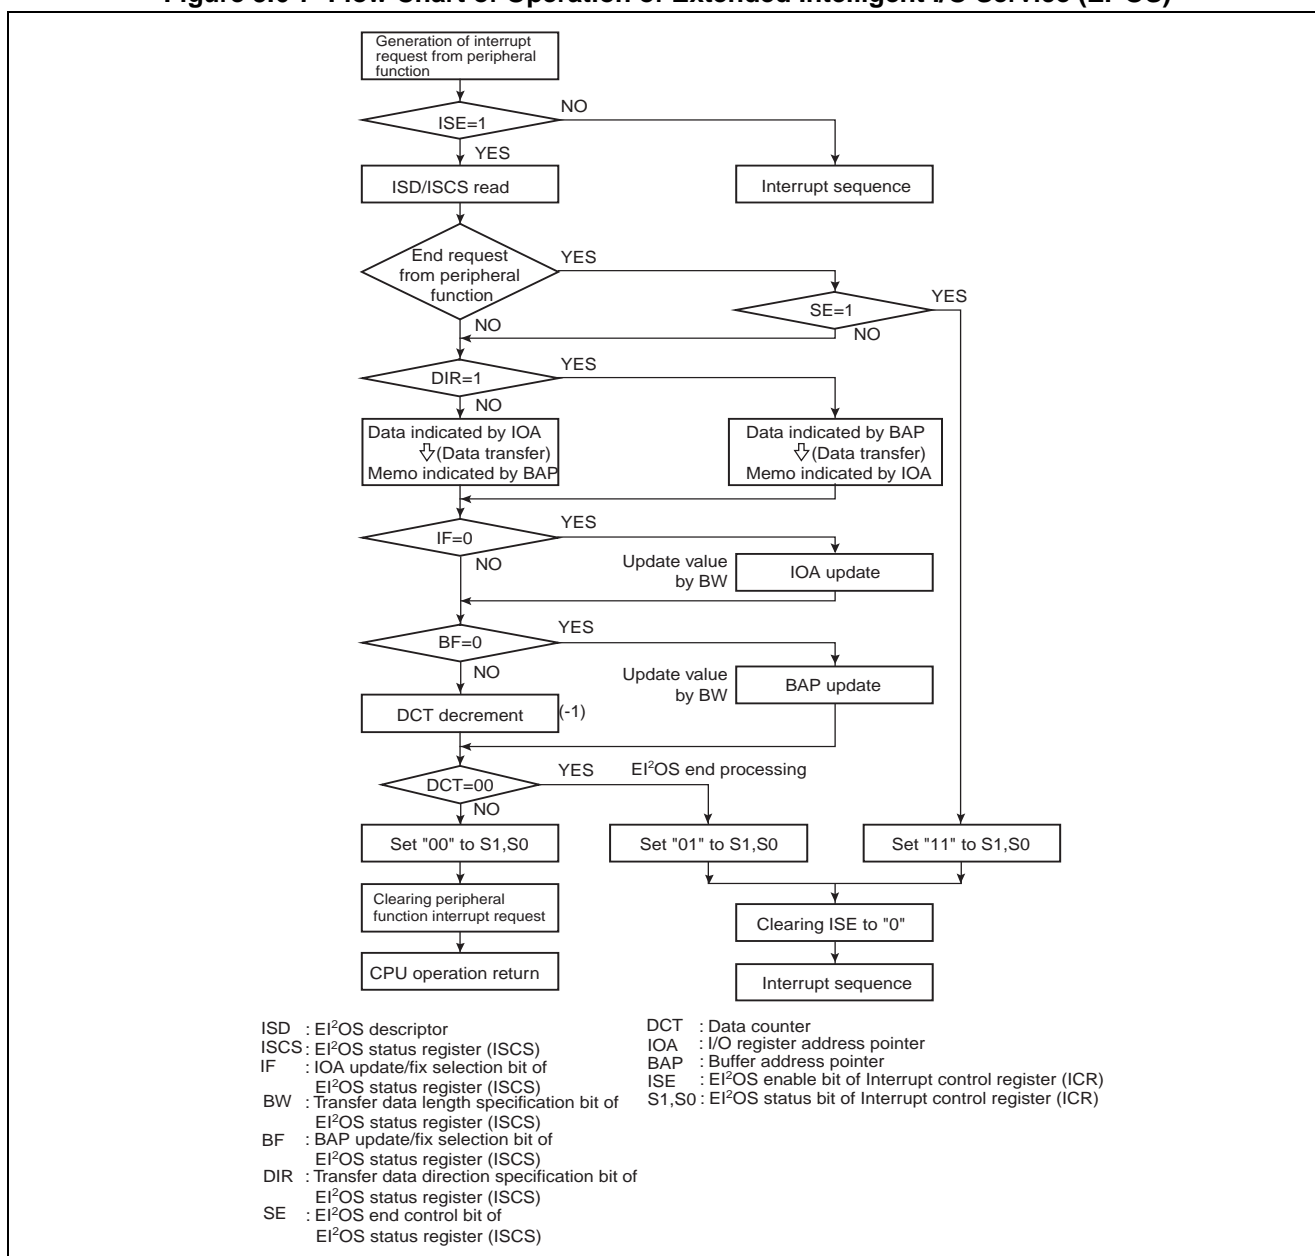 Figure 3.6-1 Flow Chart of Operation of Extended Intelligent I/O Service (EI²OS)
Generation of interrupt
request from peripheral
function
ISE=1
NO
YES
ISD/ISCS read
Interrupt sequence
End request
from peripheral
function
YES
NO
SE=1
YES
NO
DIR=1
YES
NO
Data indicated by IOA
(Data transfer)
Memo indicated by BAP
Data indicated by BAP
(Data transfer)
Memo indicated by IOA
IF=0
YES
NO
Update value
by BW
IOA update
BF=0
YES
NO
Update value
by BW
BAP update
DCT decrement
(-1)
DCT=00
YES
EI²OS end processing
NO
Set "00" to S1,S0
Set "01" to S1,S0
Set "11" to S1,S0
Clearing peripheral
function interrupt request
Clearing ISE to "0"
CPU operation return
Interrupt sequence
ISD : EI²OS descriptor
ISCS : EI²OS status register (ISCS)
IF : IOA update/fix selection bit of
EI²OS status register (ISCS)
BW : Transfer data length specification bit of
EI²OS status register (ISCS)
BF : BAP update/fix selection bit of
EI²OS status register (ISCS)
DIR : Transfer data direction specification bit of
EI²OS status register (ISCS)
SE : EI²OS end control bit of
EI²OS status register (ISCS)
DCT : Data counter
IOA : I/O register address pointer
BAP : Buffer address pointer
ISE : EI²OS enable bit of Interrupt control register (ICR)
S1,S0 : EI²OS status bit of Interrupt control register (ICR)